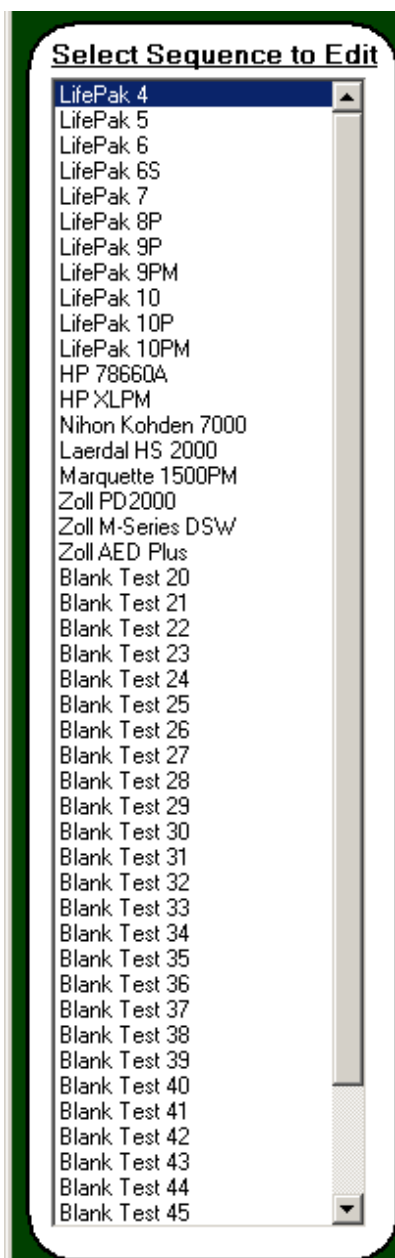 Select Sequence to Edit
LifePak 4
LifePak 5
LifePak 6
LifePak 6S
LifePak 7
LifePak 8P
LifePak 9P
LifePak 9PM
LifePak 10
LifePak 10P
LifePak 10PM
HP 78660A
HP XLPM
Nihon Kohden 7000
Laerdal HS 2000
Marquette 1500PM
Zoll PD2000
Zoll M-Series DSW
Zoll AED Plus
Blank Test 20
Blank Test 21
Blank Test 22
Blank Test 23
Blank Test 24
Blank Test 25
Blank Test 26
Blank Test 27
Blank Test 28
Blank Test 29
Blank Test 30
Blank Test 31
Blank Test 32
Blank Test 33
Blank Test 34
Blank Test 35
Blank Test 36
Blank Test 37
Blank Test 38
Blank Test 39
Blank Test 40
Blank Test 41
Blank Test 42
Blank Test 43
Blank Test 44
Blank Test 45